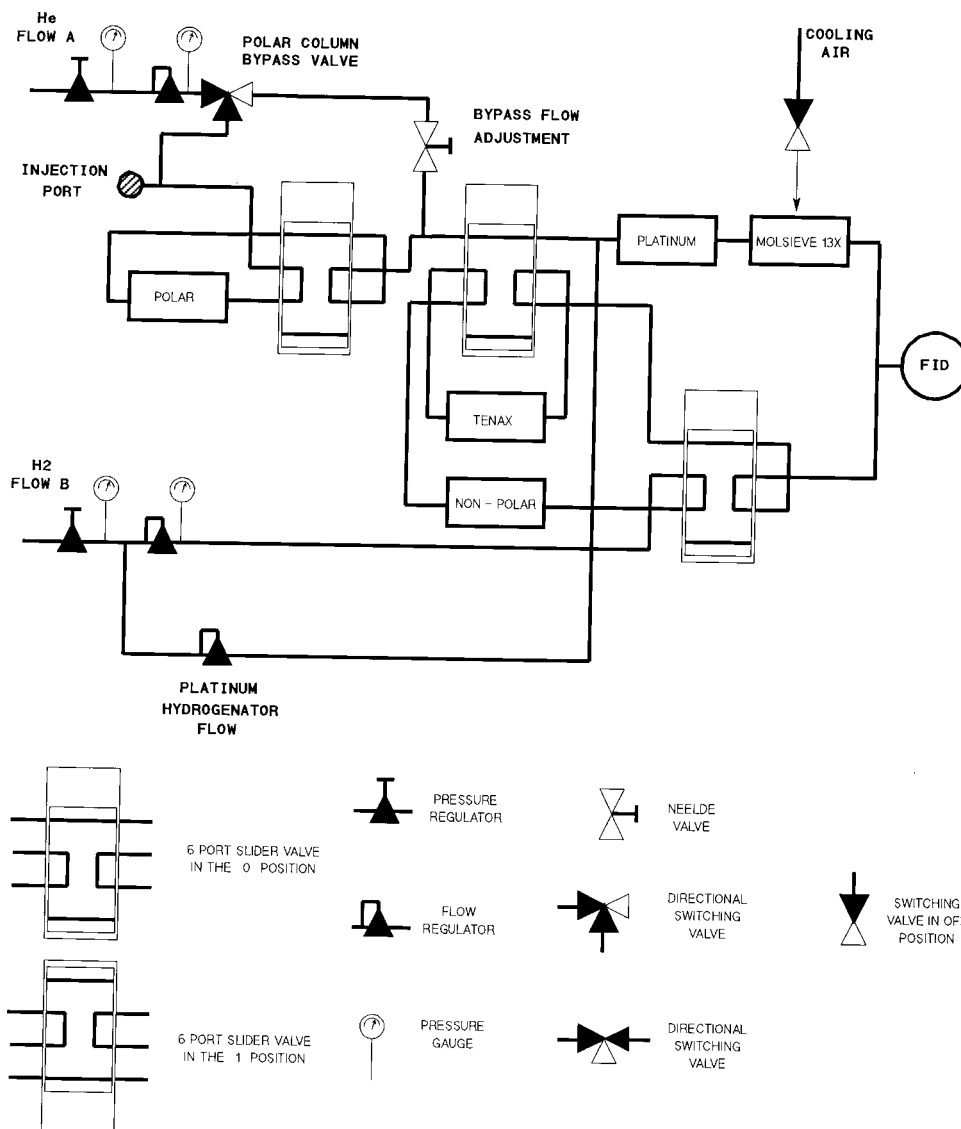 He
FLOW A
POLAR COLUMN
BYPASS VALVE
COOLING
AIR
BYPASS FLOW
ADJUSTMENT
INJECTION
PORT
PLATINUM
MOLSIEVE 13X
POLAR
FID
TENAX
H2
FLOW B
NON - POLAR
PLATINUM
HYDROGENATOR
FLOW
PRESSURE
REGULATOR
NEELDE
VALVE
6 PORT SLIDER VALVE
IN THE 0 POSITION
FLOW
REGULATOR
DIRECTIONAL
SWITCHING
VALVE
SWITCHING
VALVE IN OF
POSITION
6 PORT SLIDER VALVE
IN THE 1 POSITION
PRESSURE
GAUGE
DIRECTIONAL
SWITCHING
VALVE